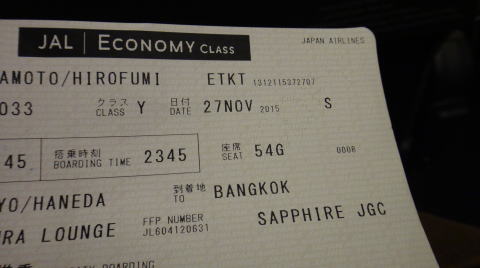 JAL | ECONOMY CLASS JAPAN AIRLINES
AMOTO/HIROFUMI ETKT 1312115372707
033 クラス CLASS Y 日付 DATE 27NOV 2015 S
45 搭乗時刻 BOARDING TIME 2345 座席 SEAT 54G 0008
YO/HANEDA 到着地 TO BANGKOK
RA LOUNGE FFP NUMBER JL604120631 SAPPHIRE JGC
BOARDING